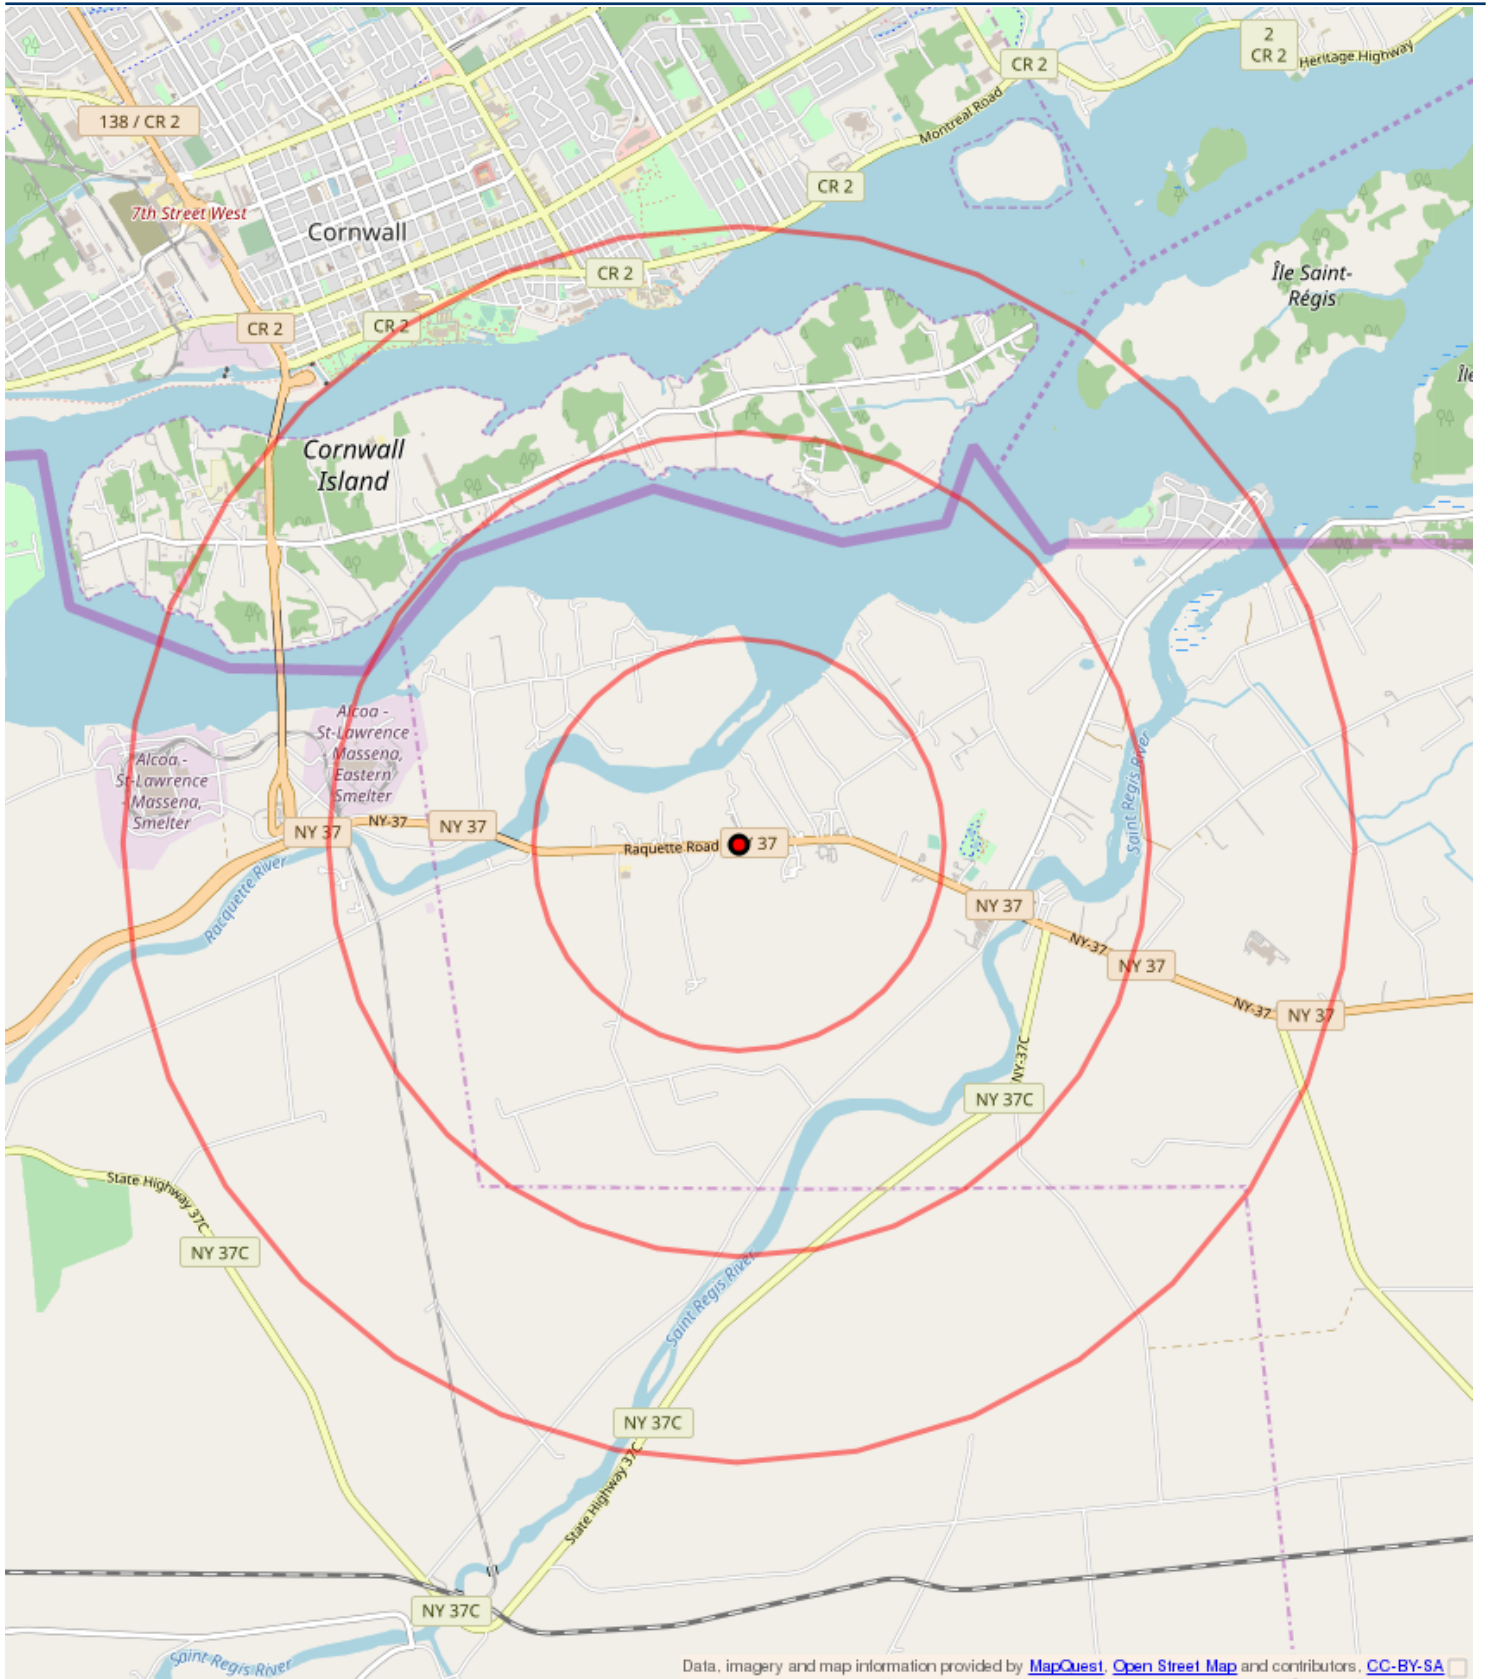 2
CR 2
Heritage Highway
CR 2
138 / CR 2
Montreal Road
CR 2
7th Street West
Cornwall
CR 2
Île Saint-
Régis
CR 2
CR 2
Île
Cornwall
Island
Alcoa -
St-Lawrence
Massena,
Eastern
Smelter
Alcoa -
St-Lawrence
- Massena,
Smelter
Saint Regis River
NY 37
NY-37
NY 37
Raquette Road
37
Racquette River
NY 37
NY-37
NY 37
NY-37
NY 37
NY-37C
NY 37C
State Highway 37C
NY 37C
Saint Regis River
NY 37C
State Highway 37C
NY 37C
Saint Regis River
Data, imagery and map information provided by MapQuest, Open Street Map and contributors, CC-BY-SA